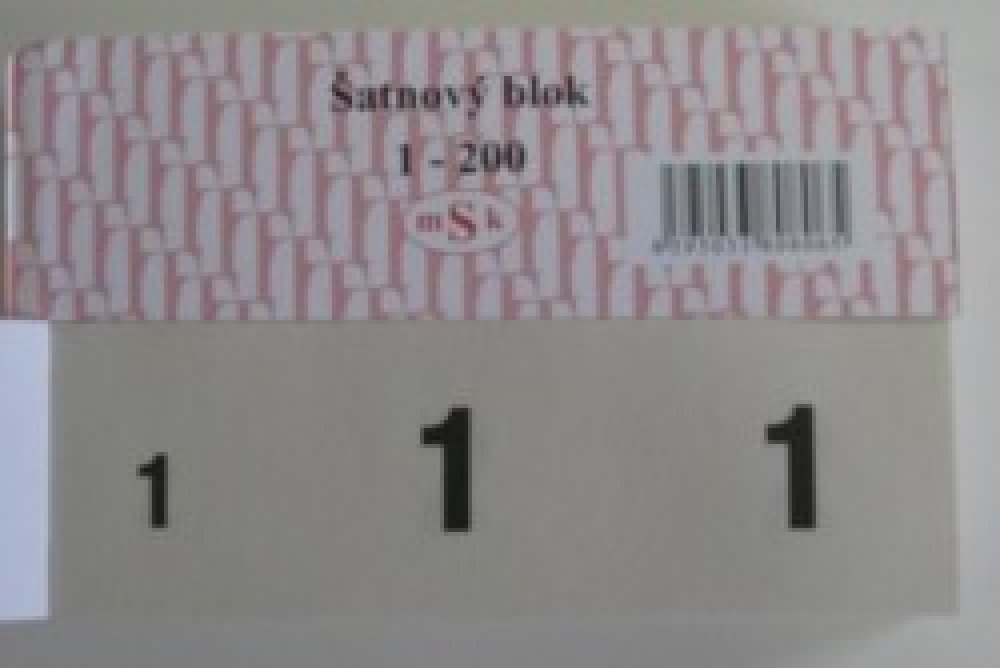 Šatnový blok
1 - 200
mSk
1 1 1